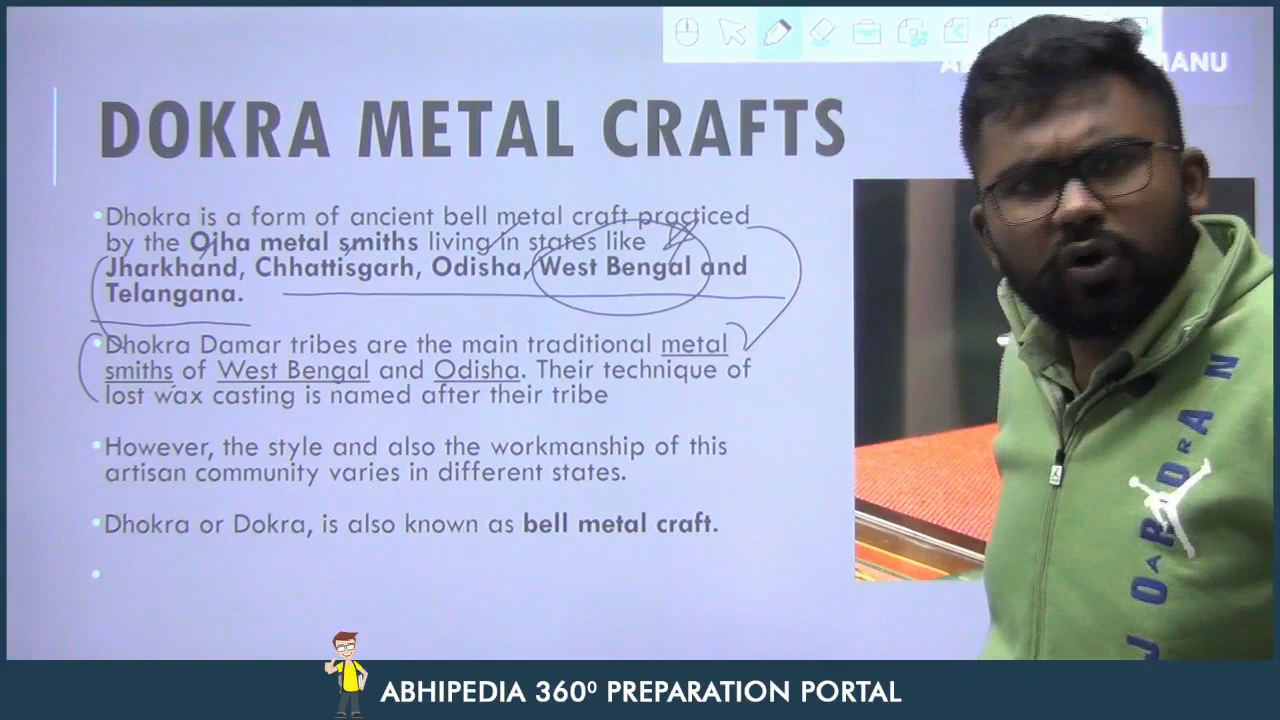 MANU
DOKRA METAL CRAFTS
•Dhokra is a form of ancient bell metal craft practiced
by the Ojha metal smiths living in states like
Jharkhand, Chhattisgarh, Odisha, West Bengal and
Telangana.
•Dhokra Damar tribes are the main traditional metal
smiths of West Bengal and Odisha. Their technique of
lost wax casting is named after their tribe
•However, the style and also the workmanship of this
artisan community varies in different states.
•Dhokra or Dokra, is also known as bell metal craft.
•
JORDAN
ABHIPEDIA 360⁰ PREPARATION PORTAL